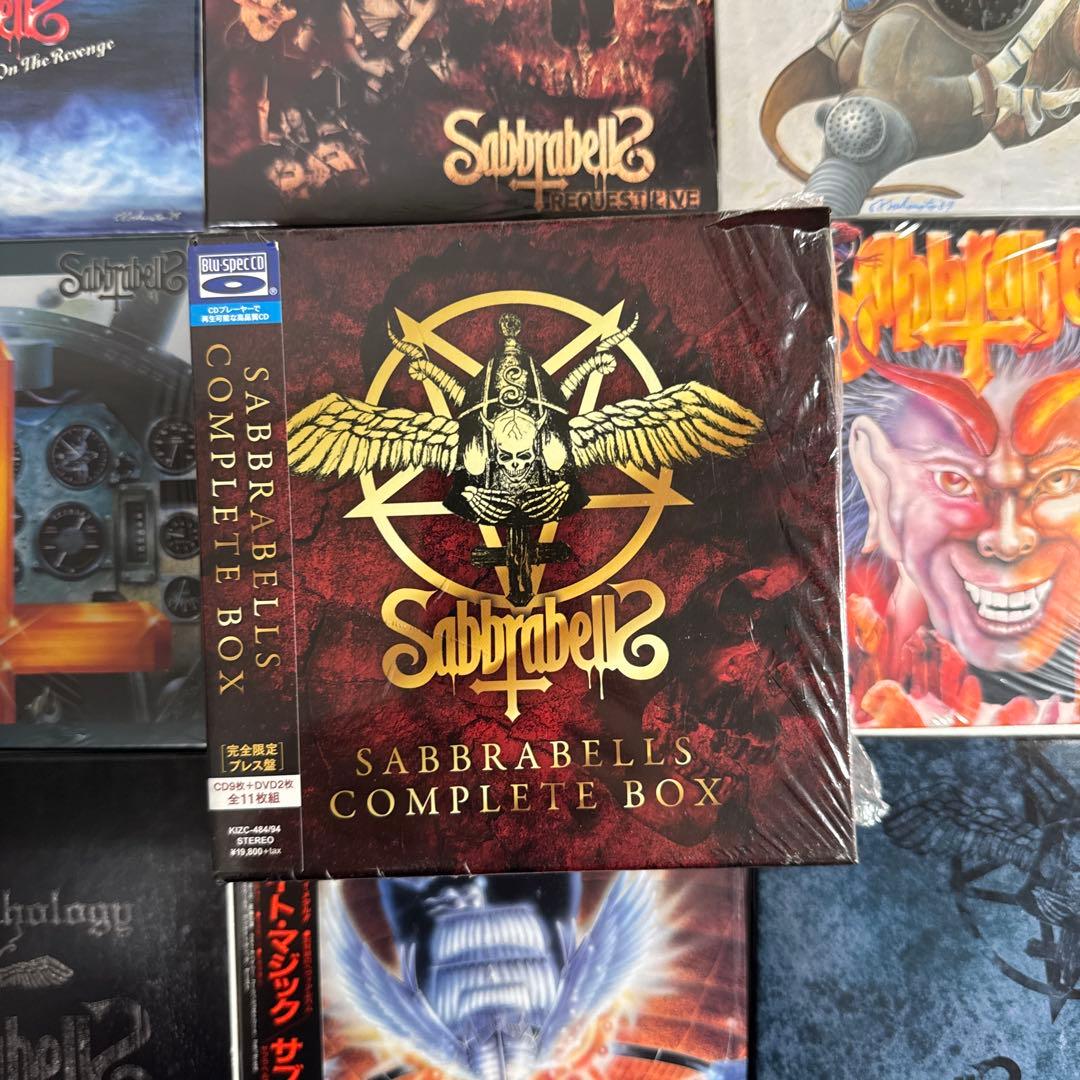 On The Revenge
Sabbrabells
REQUEST LIVE
Sabbrabells
Blu-spec CD
CDプレーヤーで
再生可能な高品質CD
SABBRABELLS
COMPLETE BOX
[完全限定
プレス盤]
CD9枚+DVD2枚
全11枚組
KIZC-484/94
STEREO
¥19,800+tax
Sabbrabells
SABBRABELLS
COMPLETE BOX
ト・マジック
サブ